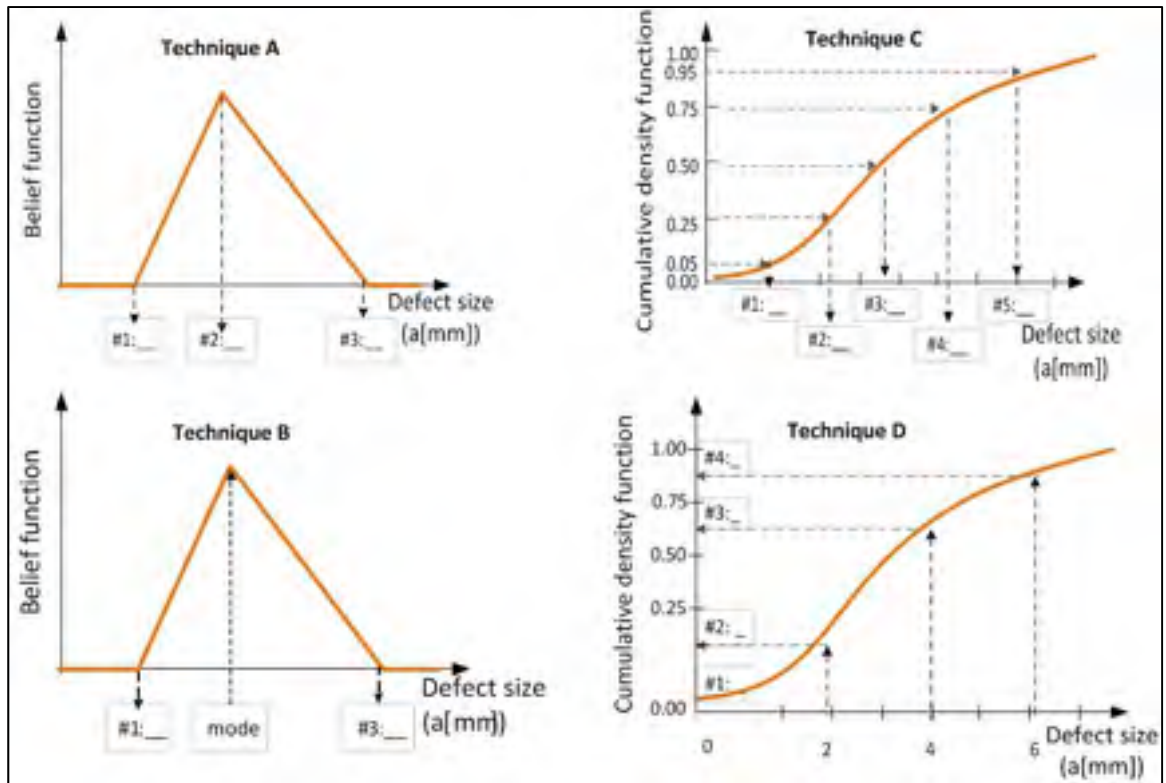 Technique A
Belief function
Defect size
(a[mm])
#1:__
#2:__
#3:__
Technique C
Cumulative density function
1.00
0.95
0.75
0.50
0.25
0.05
0.00
#1: __
#2:__
#3:__
#4:__
#5:__
Defect size
(a[mm])
Technique B
Belief function
Defect size
(a[mm])
#1:__
mode
#3:__
Technique D
Cumulative density function
1.00
0.75
0.50
0.25
0.00
#4:_
#3:_
#2: _
#1:_
0
2
4
6
Defect size
(a[mm])